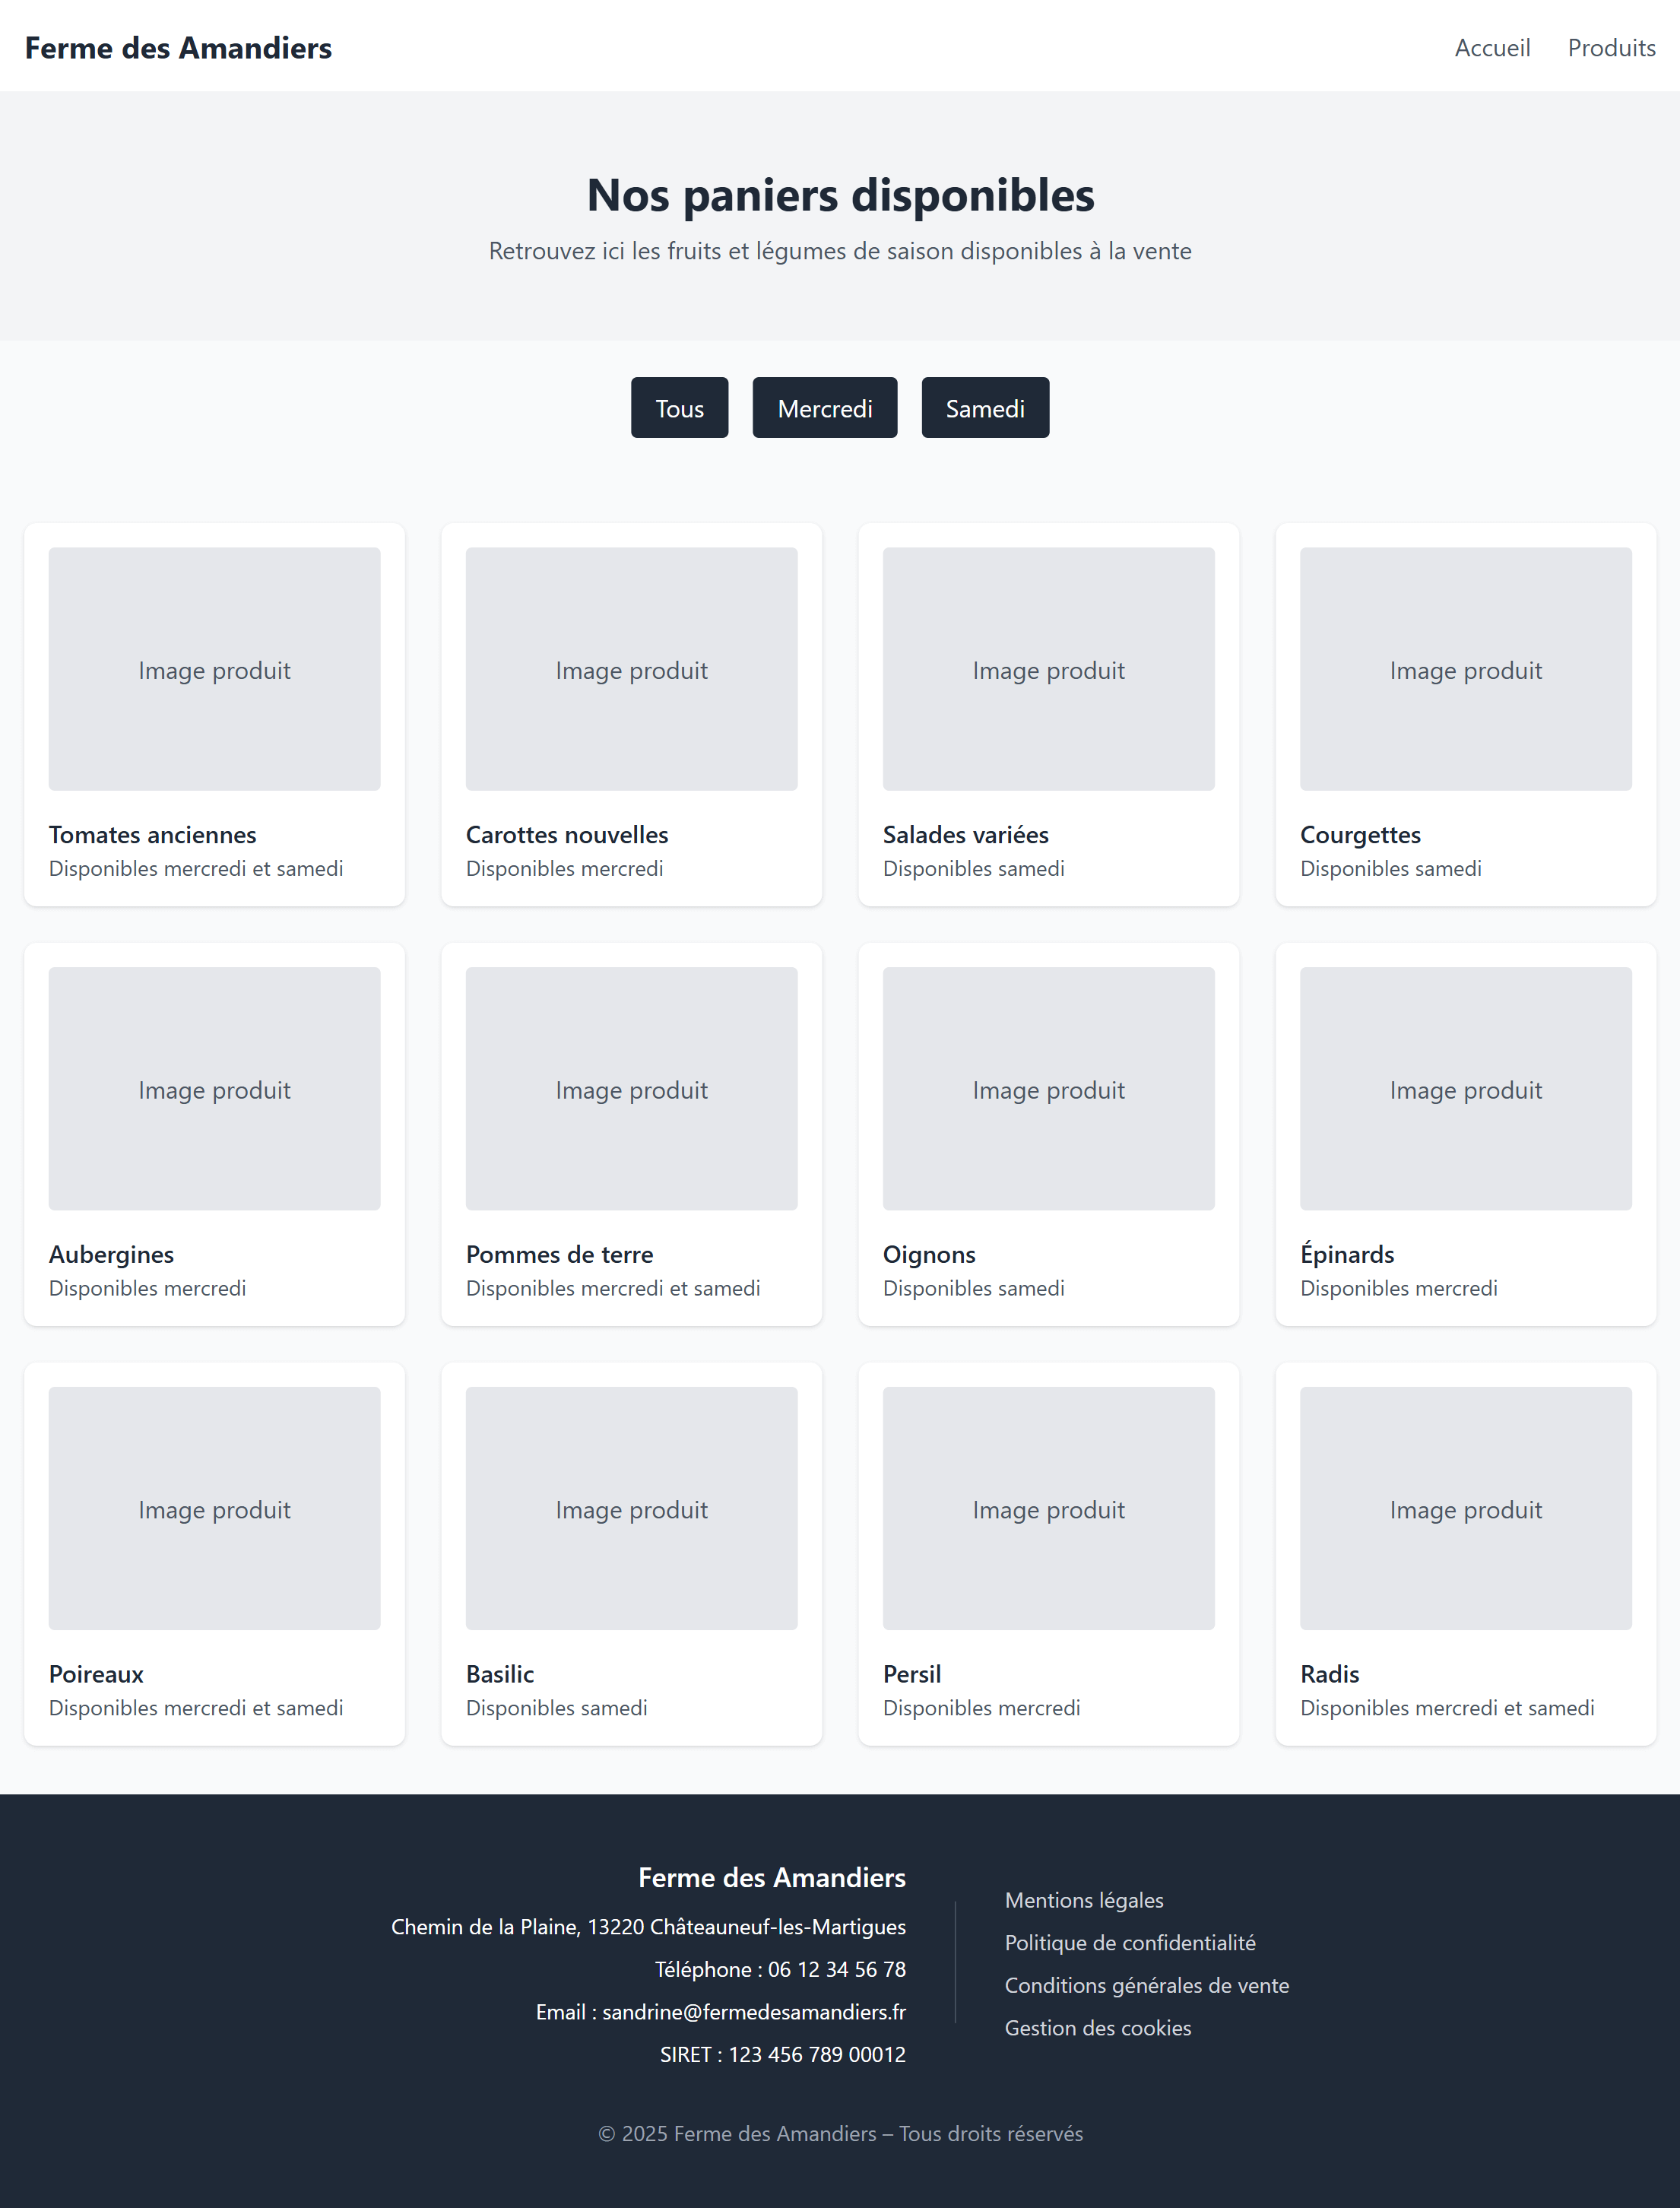 Ferme des Amandiers
Accueil
Produits
Nos paniers disponibles
Retrouvez ici les fruits et légumes de saison disponibles à la vente
Tous
Mercredi
Samedi
Image produit
Tomates anciennes
Disponibles mercredi et samedi
Image produit
Carottes nouvelles
Disponibles mercredi
Image produit
Salades variées
Disponibles samedi
Image produit
Courgettes
Disponibles samedi
Image produit
Aubergines
Disponibles mercredi
Image produit
Pommes de terre
Disponibles mercredi et samedi
Image produit
Oignons
Disponibles samedi
Image produit
Épinards
Disponibles mercredi
Image produit
Poireaux
Disponibles mercredi et samedi
Image produit
Basilic
Disponibles samedi
Image produit
Persil
Disponibles mercredi
Image produit
Radis
Disponibles mercredi et samedi
Ferme des Amandiers
Chemin de la Plaine, 13220 Châteauneuf-les-Martigues
Téléphone : 06 12 34 56 78
Email : sandrine@fermedesamandiers.fr
SIRET : 123 456 789 00012
Mentions légales
Politique de confidentialité
Conditions générales de vente
Gestion des cookies
© 2025 Ferme des Amandiers – Tous droits réservés